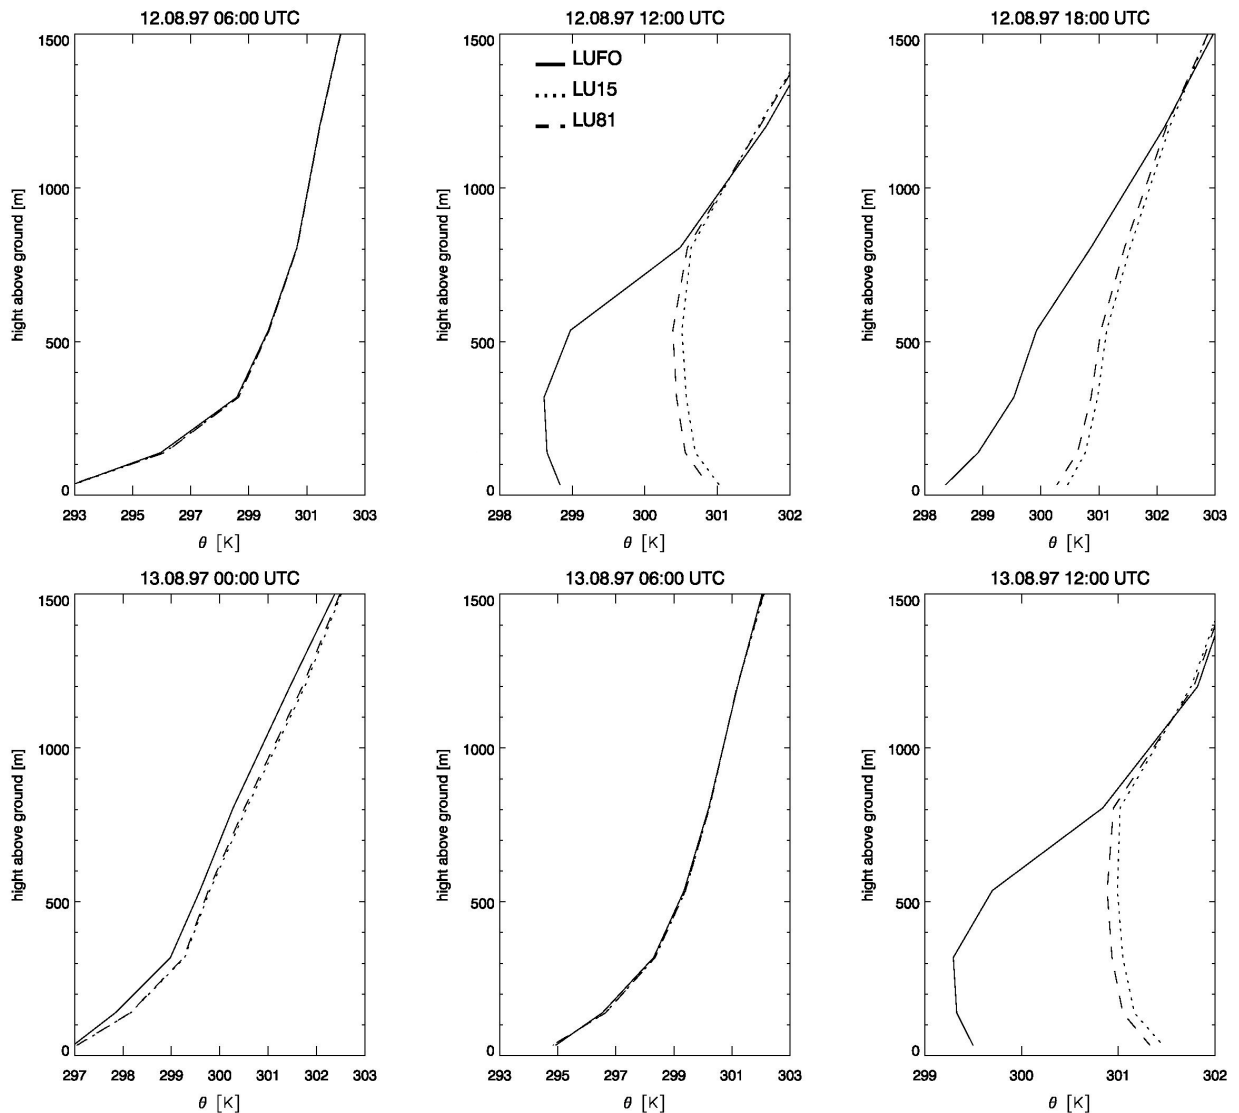 12.08.97 06:00 UTC
1500
1000
500
0
hight above ground [m]
293 295 297 299 301 303
θ [K]
12.08.97 12:00 UTC
LUFO
LU15
LU81
1500
1000
500
0
hight above ground [m]
298 299 300 301 302
θ [K]
12.08.97 18:00 UTC
1500
1000
500
0
hight above ground [m]
298 299 300 301 302 303
θ [K]
13.08.97 00:00 UTC
1500
1000
500
0
hight above ground [m]
297 298 299 300 301 302 303
θ [K]
13.08.97 06:00 UTC
1500
1000
500
0
hight above ground [m]
293 295 297 299 301 303
θ [K]
13.08.97 12:00 UTC
1500
1000
500
0
hight above ground [m]
299 300 301 302
θ [K]